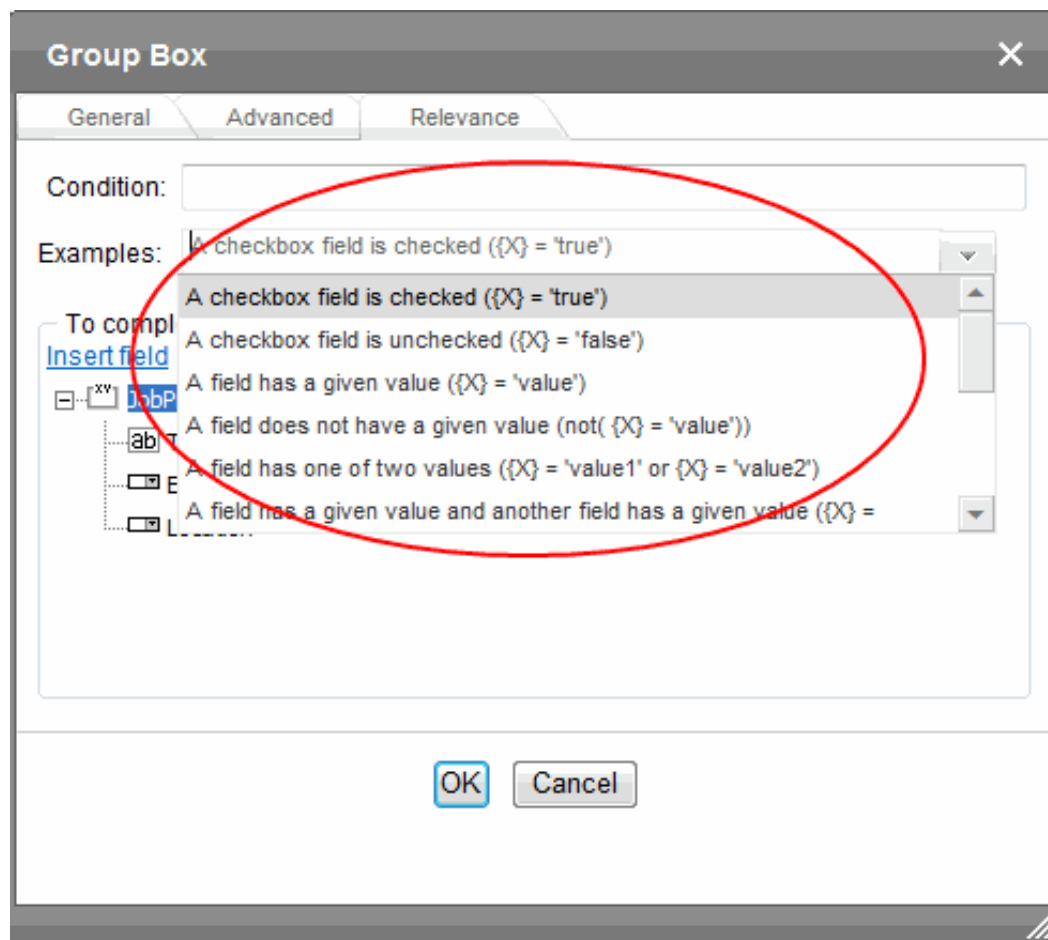 Group Box
General Advanced Relevance
Condition:
Examples: A checkbox field is checked ({X} = 'true')
A checkbox field is checked ({X} = 'true')
A checkbox field is unchecked ({X} = 'false')
A field has a given value ({X} = 'value')
A field does not have a given value (not( {X} = 'value'))
A field has one of two values ({X} = 'value1' or {X} = 'value2')
A field has a given value and another field has a given value ({X} =
To compl
Insert field
xy JobP
ab T
E
Location
OK Cancel